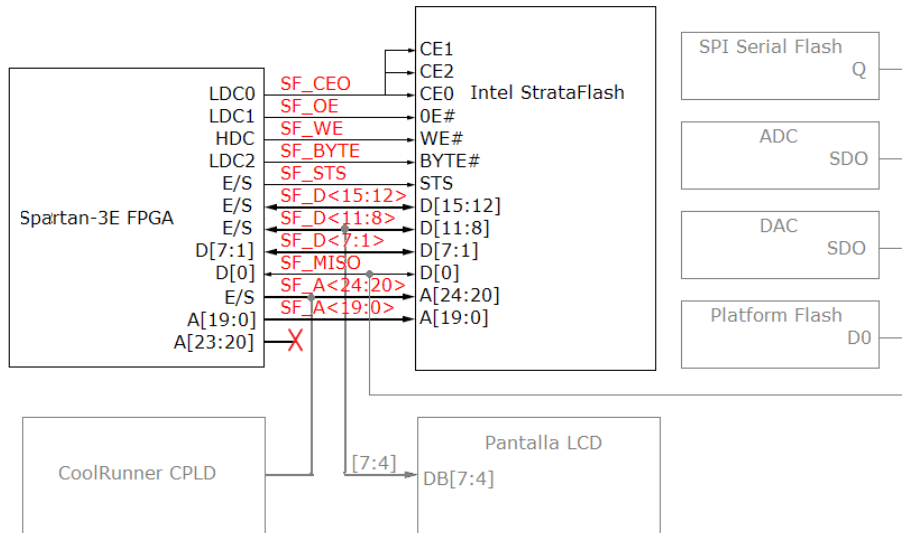 Spartan-3E FPGA
LDC0
LDC1
HDC
LDC2
E/S
E/S
E/S
D[7:1]
D[0]
E/S
A[19:0]
A[23:20]
SF_CEO
SF_OE
SF_WE
SF_BYTE
SF_STS
SF_D<15:12>
SF_D<11:8>
SF_D<7:1>
SF_MISO
SF_A<24:20>
SF_A<19:0>
X
CE1
CE2
CE0
0E#
WE#
BYTE#
STS
D[15:12]
D[11:8]
D[7:1]
D[0]
A[24:20]
A[19:0]
Intel StrataFlash
SPI Serial Flash
Q
ADC
SDO
DAC
SDO
Platform Flash
D0
CoolRunner CPLD
[7:4]
Pantalla LCD
DB[7:4]